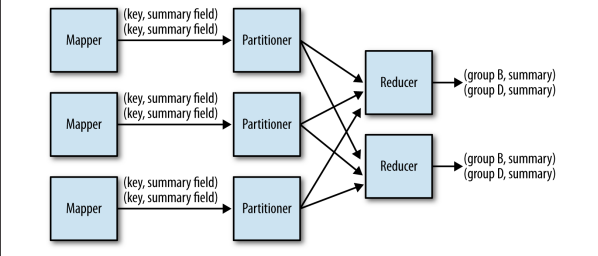 (key, summary field)
(key, summary field)
Mapper
Partitioner
(key, summary field)
(key, summary field)
Mapper
Partitioner
(key, summary field)
(key, summary field)
Mapper
Partitioner
Reducer
(group B, summary)
(group D, summary)
Reducer
(group B, summary)
(group D, summary)